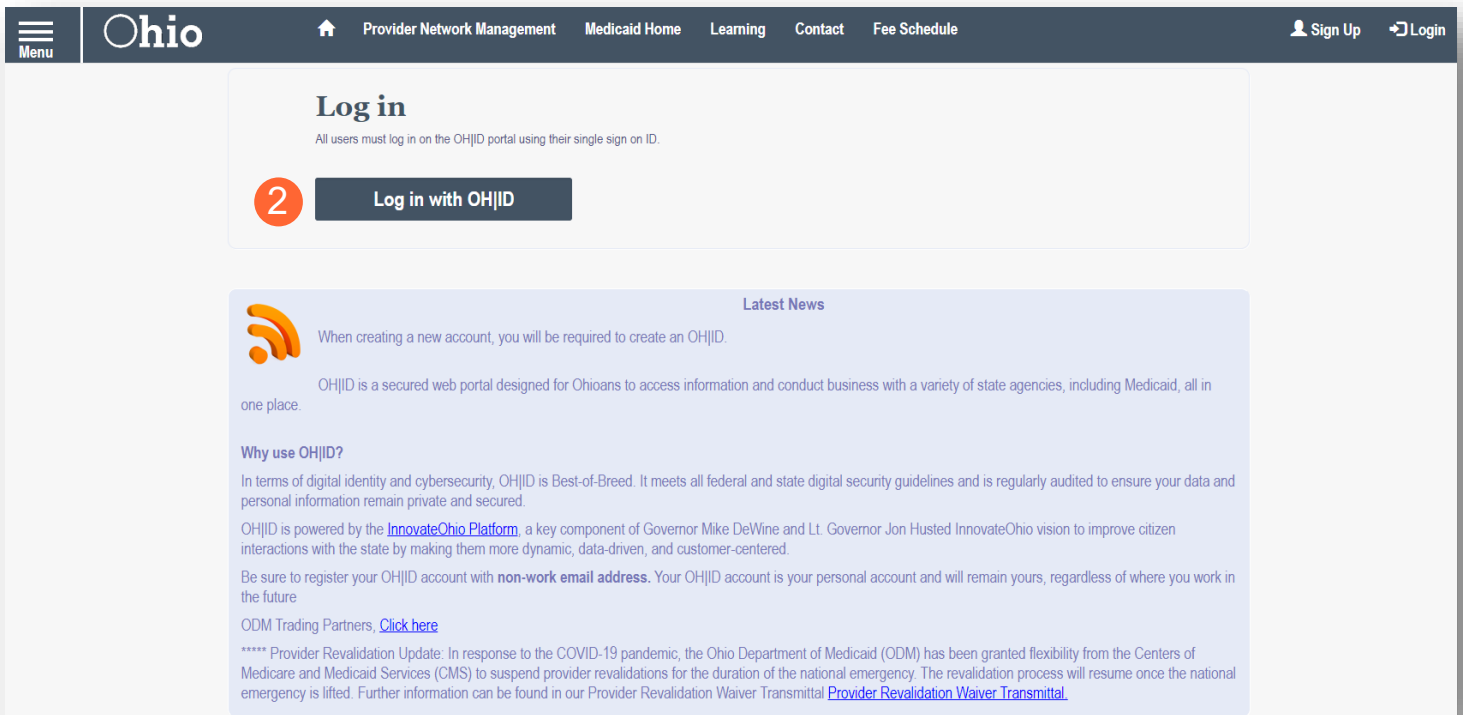 Menu
Ohio
Provider Network Management Medicaid Home Learning Contact Fee Schedule
Sign Up Login
Log in
All users must log in on the OH|ID portal using their single sign on ID.
2
Log in with OH|ID
Latest News
When creating a new account, you will be required to create an OH|ID.
OH|ID is a secured web portal designed for Ohioans to access information and conduct business with a variety of state agencies, including Medicaid, all in
one place.
Why use OH|ID?
In terms of digital identity and cybersecurity, OH|ID is Best-of-Breed. It meets all federal and state digital security guidelines and is regularly audited to ensure your data and
personal information remain private and secured.
OH|ID is powered by the InnovateOhio Platform, a key component of Governor Mike DeWine and Lt. Governor Jon Husted InnovateOhio vision to improve citizen
interactions with the state by making them more dynamic, data-driven, and customer-centered.
Be sure to register your OH|ID account with non-work email address. Your OH|ID account is your personal account and will remain yours, regardless of where you work in
the future
ODM Trading Partners, Click here
***** Provider Revalidation Update: In response to the COVID-19 pandemic, the Ohio Department of Medicaid (ODM) has been granted flexibility from the Centers of
Medicare and Medicaid Services (CMS) to suspend provider revalidations for the duration of the national emergency. The revalidation process will resume once the national
emergency is lifted. Further information can be found in our Provider Revalidation Waiver Transmittal Provider Revalidation Waiver Transmittal.